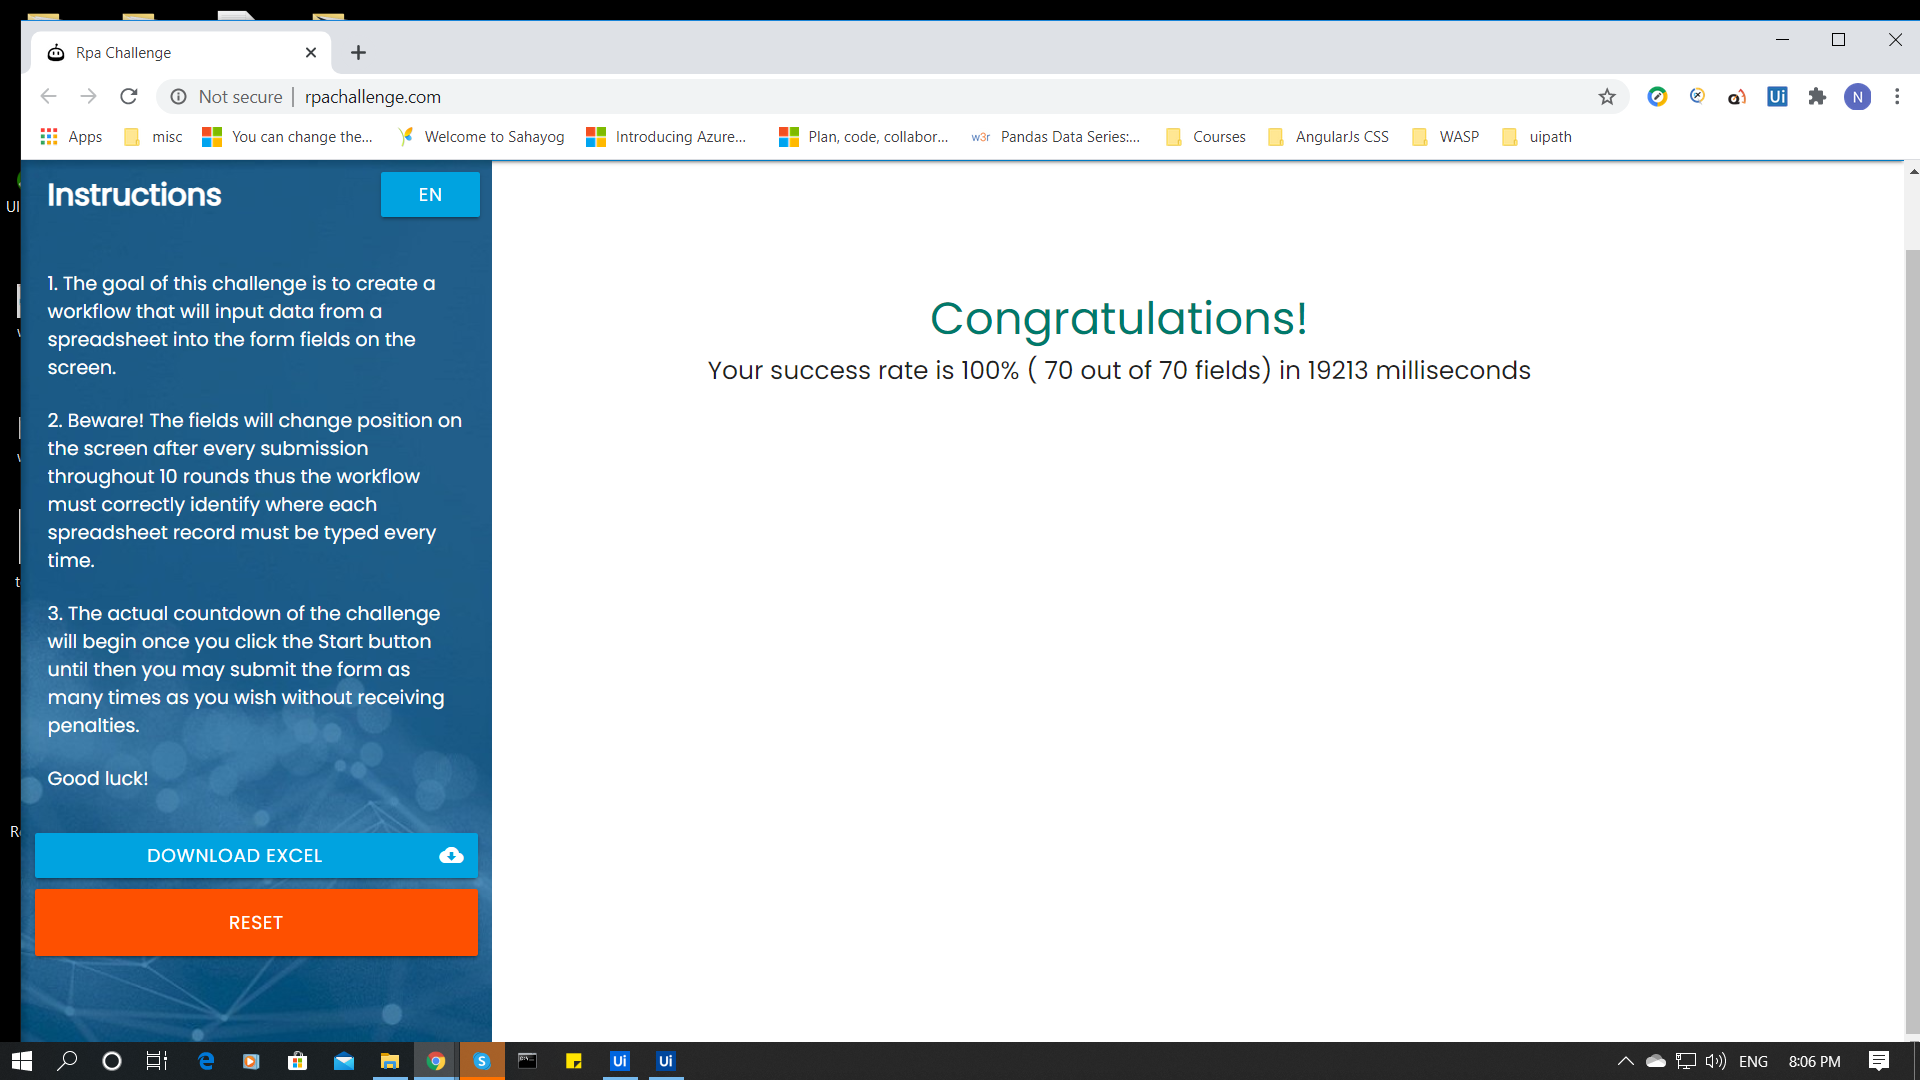 Rpa Challenge
Not secure | rpachallenge.com
N
Apps misc You can change the... Welcome to Sahayog Introducing Azure... Plan, code, collabor... w3r Pandas Data Series:... Courses AngularJs CSS WASP uipath
Instructions
EN
1. The goal of this challenge is to create a
workflow that will input data from a
spreadsheet into the form fields on the
screen.
2. Beware! The fields will change position on
the screen after every submission
throughout 10 rounds thus the workflow
must correctly identify where each
spreadsheet record must be typed every
time.
3. The actual countdown of the challenge
will begin once you click the Start button
until then you may submit the form as
many times as you wish without receiving
penalties.
Good luck!
DOWNLOAD EXCEL
RESET
Congratulations!
Your success rate is 100% ( 70 out of 70 fields) in 19213 milliseconds
Ui
UI
S
Ui
Ui
ENG
8:06 PM